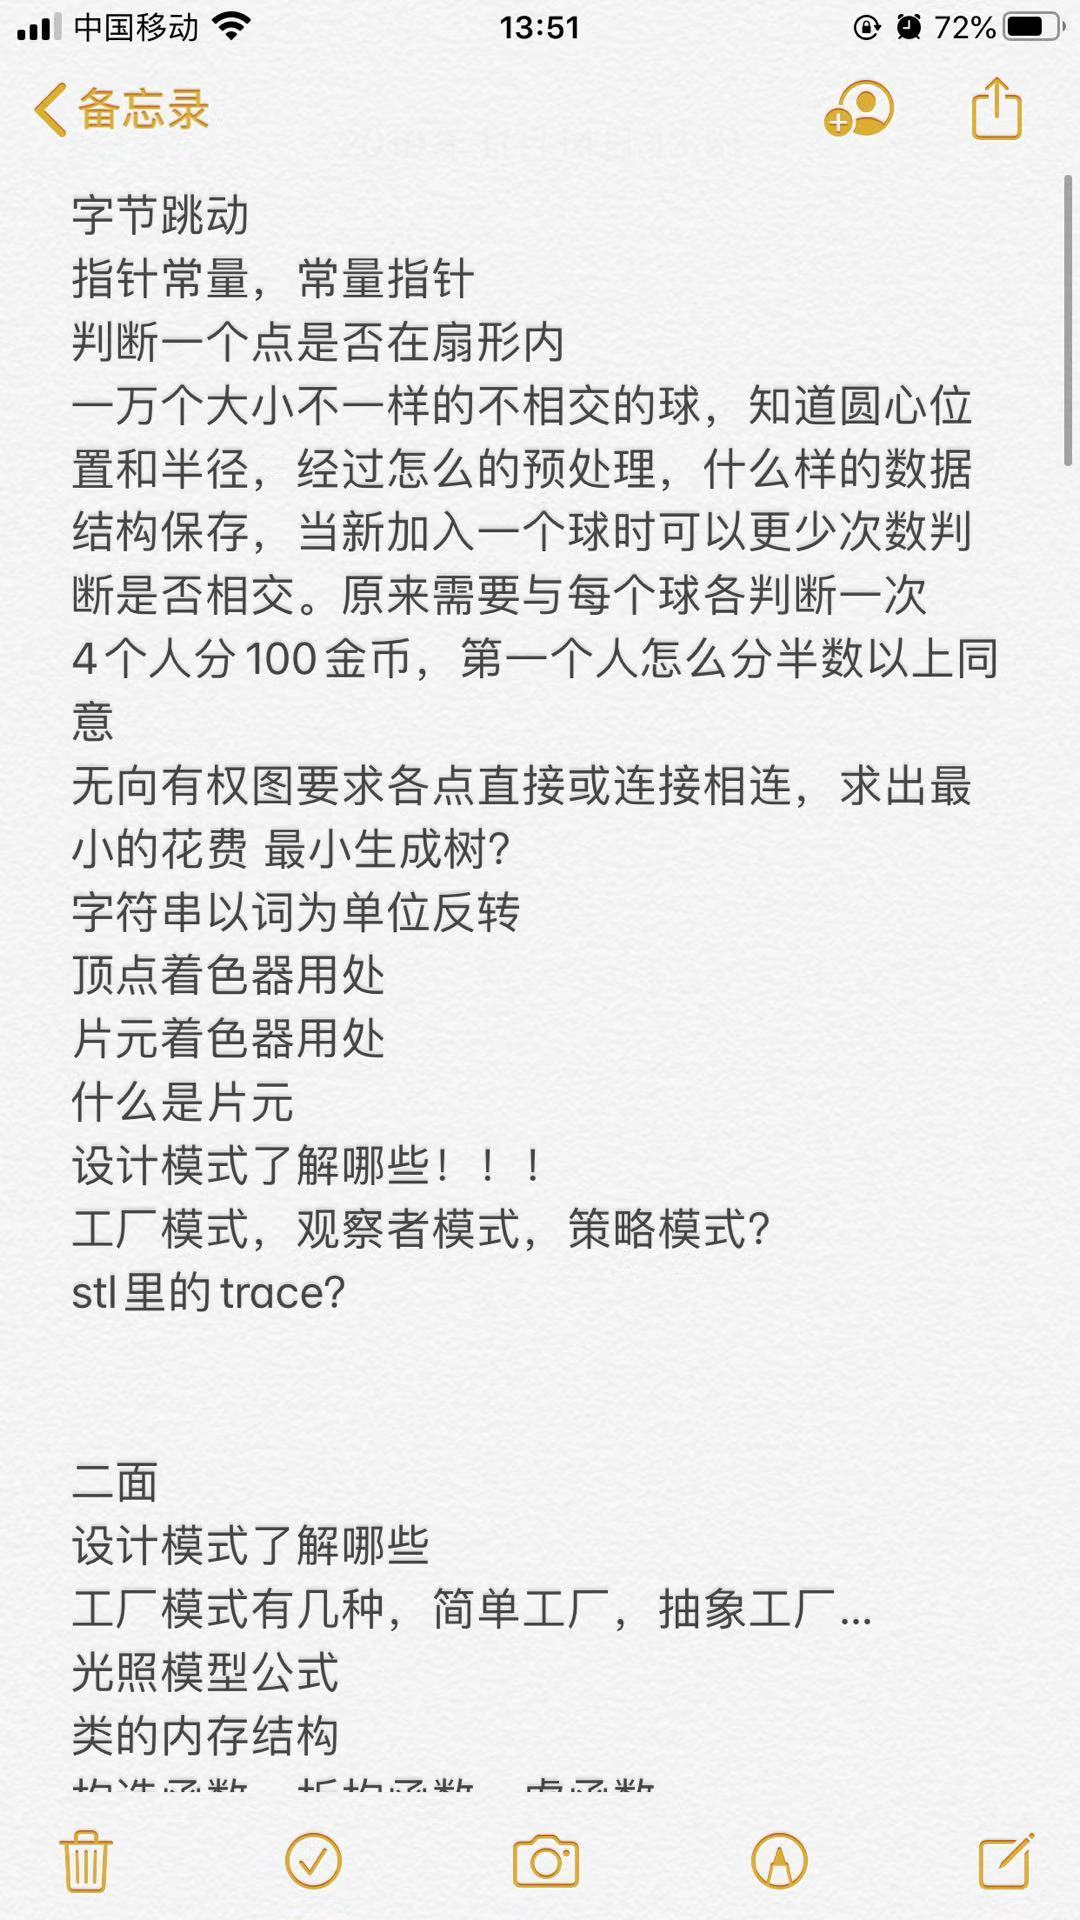 中国移动 13:51 72%
备忘录
字节跳动
指针常量，常量指针
判断一个点是否在扇形内
一万个大小不一样的不相交的球，知道圆心位
置和半径，经过怎么的预处理，什么样的数据
结构保存，当新加入一个球时可以更少次数判
断是否相交。原来需要与每个球各判断一次
4个人分100金币，第一个人怎么分半数以上同
意
无向有权图要求各点直接或连接相连，求出最
小的花费 最小生成树?
字符串以词为单位反转
顶点着色器用处
片元着色器用处
什么是片元
设计模式了解哪些！！！
工厂模式，观察者模式，策略模式?
stl里的trace?
二面
设计模式了解哪些
工厂模式有几种，简单工厂，抽象工厂...
光照模型公式
类的内存结构
构造函数，析构函数，虚函数